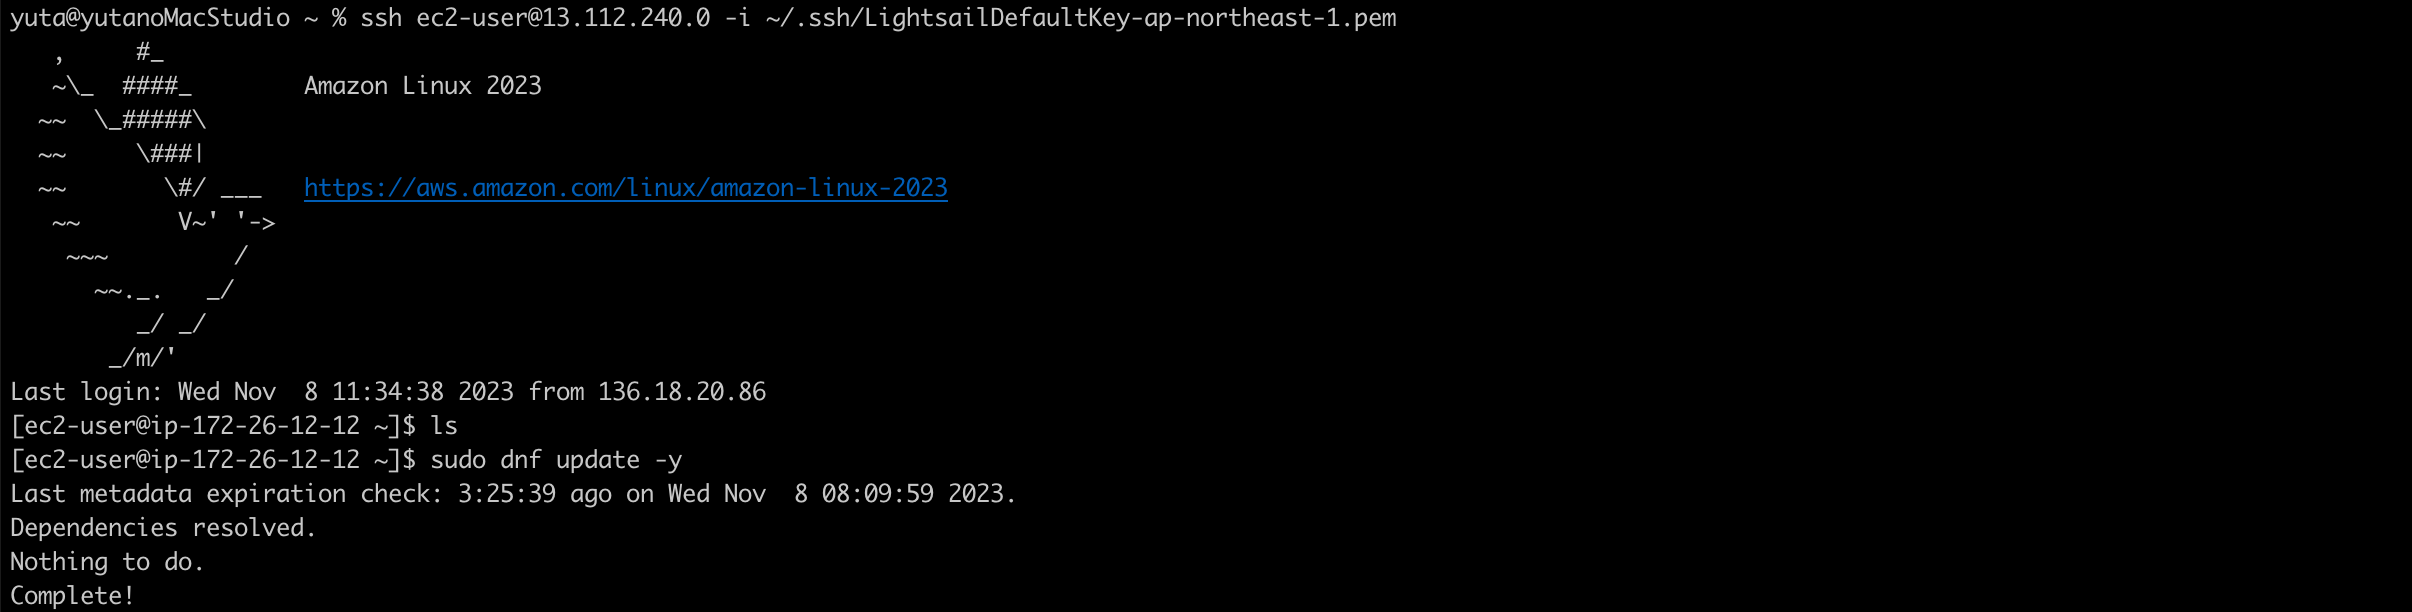 yuta@yutanoMacStudio ~ % ssh ec2-user@13.112.240.0 -i ~/.ssh/LightsailDefaultKey-ap-northeast-1.pem
   ,     #_
   ~\_  ####_        Amazon Linux 2023
  ~~  \_#####\
  ~~     \###|
  ~~       \#/ ___   https://aws.amazon.com/linux/amazon-linux-2023
   ~~       V~' '->
    ~~~         /
      ~~._.   _/
         _/ _/
       _/m/'
Last login: Wed Nov  8 11:34:38 2023 from 136.18.20.86
[ec2-user@ip-172-26-12-12 ~]$ ls
[ec2-user@ip-172-26-12-12 ~]$ sudo dnf update -y
Last metadata expiration check: 3:25:39 ago on Wed Nov  8 08:09:59 2023.
Dependencies resolved.
Nothing to do.
Complete!